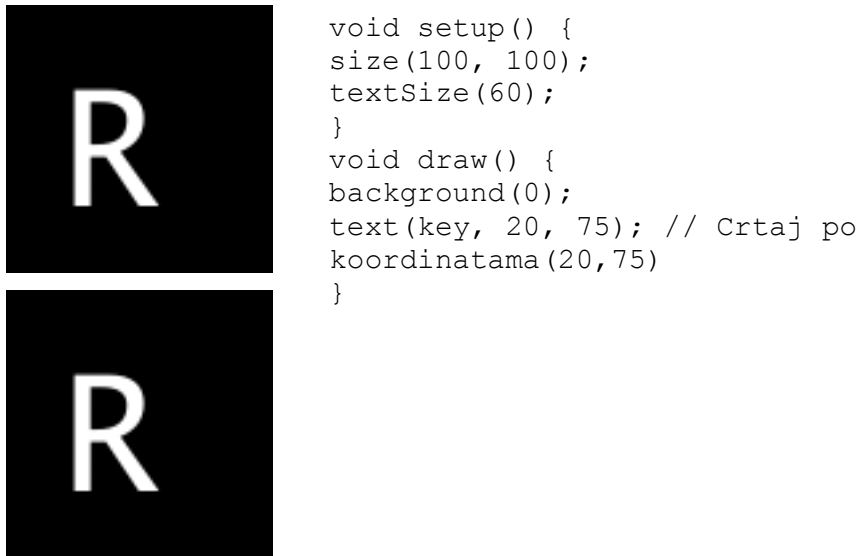 R
R
void setup() {
size(100, 100);
textSize(60);
}
void draw() {
background(0);
text(key, 20, 75); // Crtaj po
koordinatama(20,75)
}